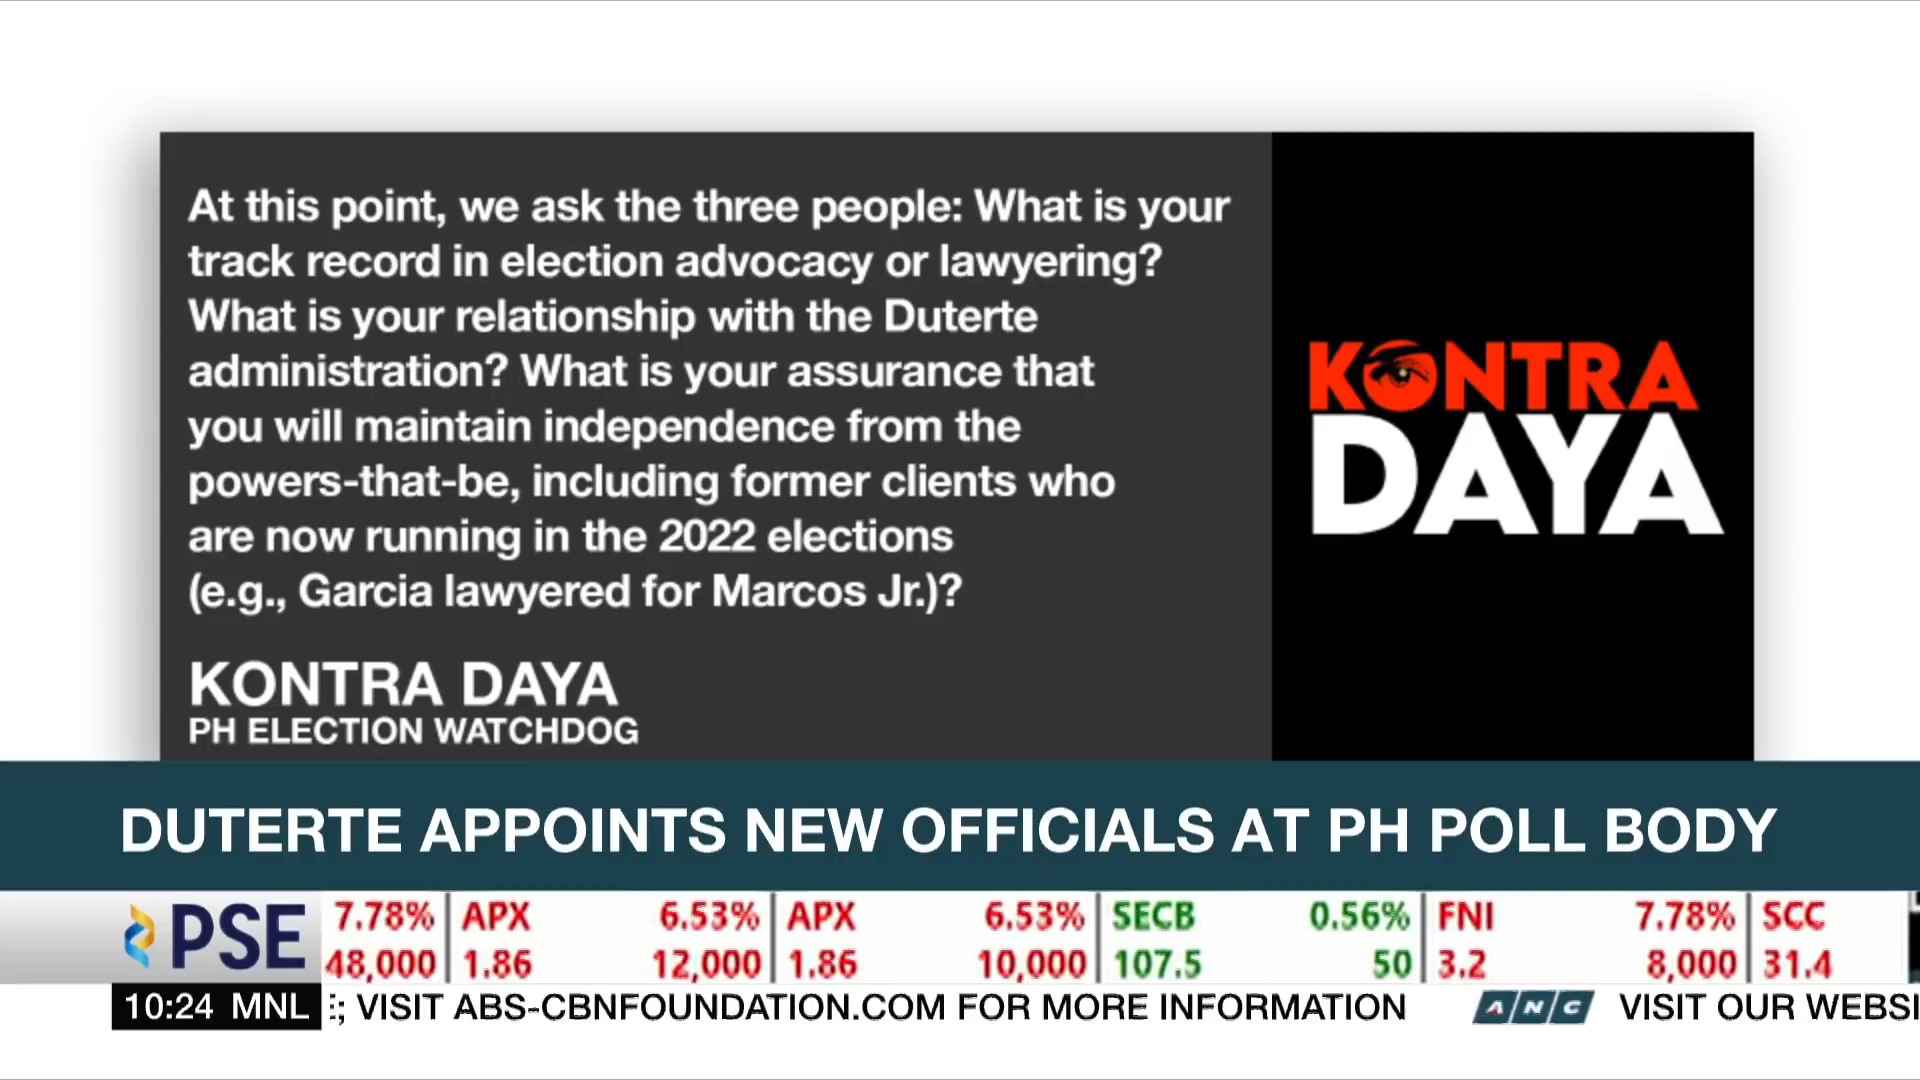 At this point, we ask the three people: What is your
track record in election advocacy or lawyering?
What is your relationship with the Duterte
administration? What is your assurance that
you will maintain independence from the
powers-that-be, including former clients who
are now running in the 2022 elections
(e.g., Garcia lawyered for Marcos Jr.)?
KONTRA DAYA
PH ELECTION WATCHDOG
KONTRA
DAYA
DUTERTE APPOINTS NEW OFFICIALS AT PH POLL BODY
PSE
7.78% APX 6.53% APX 6.53% SECB 0.56% FNI 7.78% SCC
48,000 1.86 12,000 1.86 10,000 107.5 50 3.2 8,000 31.4
10:24 MNL ; VISIT ABS-CBNFOUNDATION.COM FOR MORE INFORMATION ANC VISIT OUR WEBSI